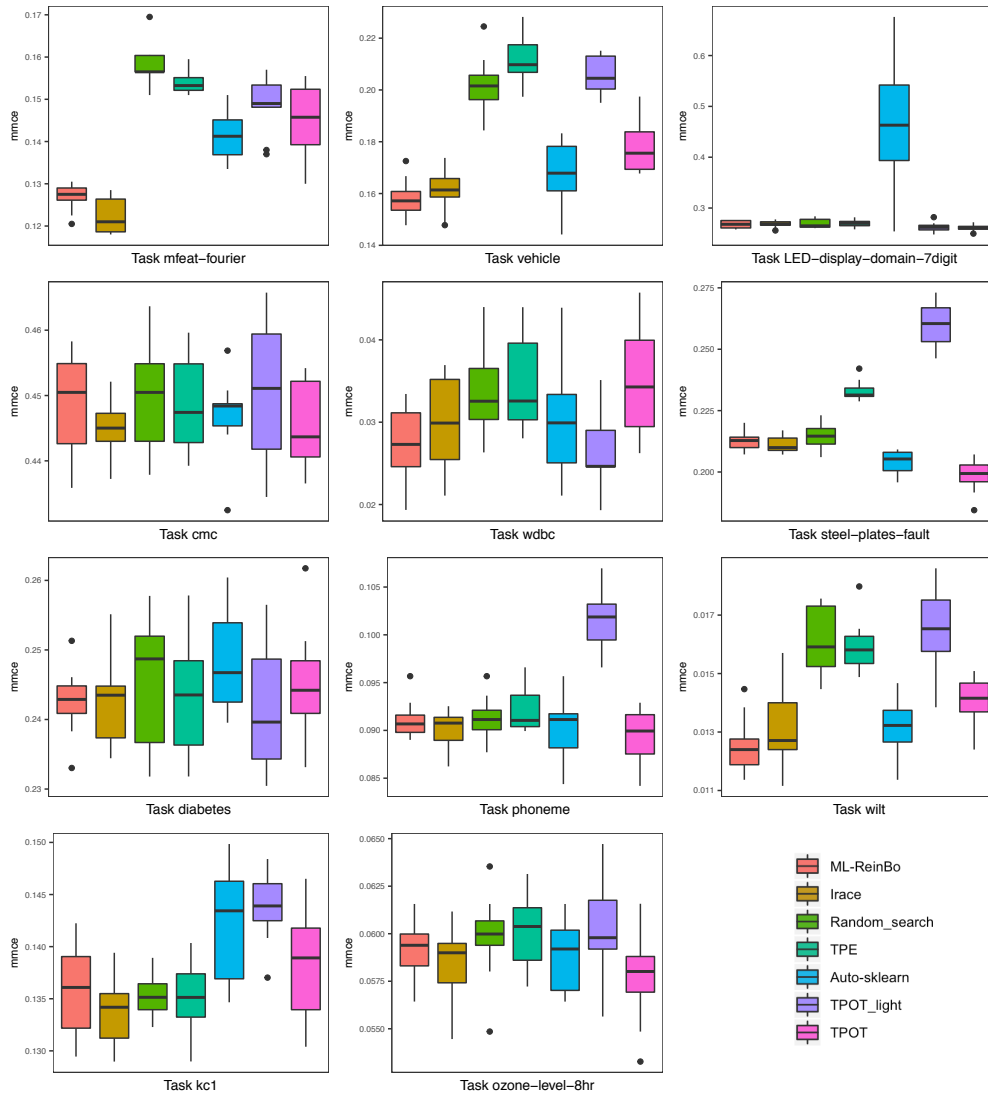 0.17
0.16
0.15
0.14
0.13
0.12
mmce
Task mfeat−fourier
0.22
0.20
0.18
0.16
0.14
mmce
Task vehicle
0.6
0.5
0.4
0.3
mmce
Task LED−display−domain−7digit
0.46
0.45
0.44
mmce
Task cmc
0.04
0.03
0.02
mmce
Task wdbc
0.275
0.250
0.225
0.200
mmce
Task steel−plates−fault
0.26
0.25
0.24
0.23
mmce
Task diabetes
0.105
0.100
0.095
0.090
0.085
mmce
Task phoneme
0.017
0.015
0.013
0.011
mmce
Task wilt
0.150
0.145
0.140
0.135
0.130
mmce
Task kc1
0.0650
0.0625
0.0600
0.0575
0.0550
mmce
Task ozone−level−8hr
ML−ReinBo
Irace
Random_search
TPE
Auto−sklearn
TPOT_light
TPOT